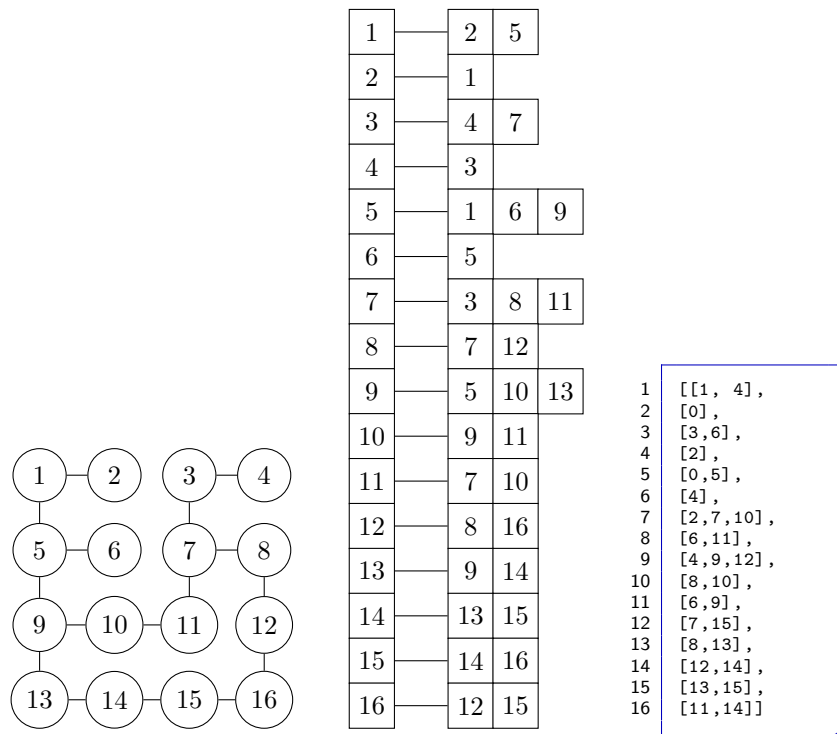 1 2 3 4
5 6 7 8
9 10 11 12
13 14 15 16
1 2 5
2 1
3 4 7
4 3
5 1 6 9
6 5
7 3 8 11
8 7 12
9 5 10 13
10 9 11
11 7 10
12 8 16
13 9 14
14 13 15
15 14 16
16 12 15
1 [[1, 4],
2 [0],
3 [3,6],
4 [2],
5 [0,5],
6 [4],
7 [2,7,10],
8 [6,11],
9 [4,9,12],
10 [8,10],
11 [6,9],
12 [7,15],
13 [8,13],
14 [12,14],
15 [13,15],
16 [11,14]]